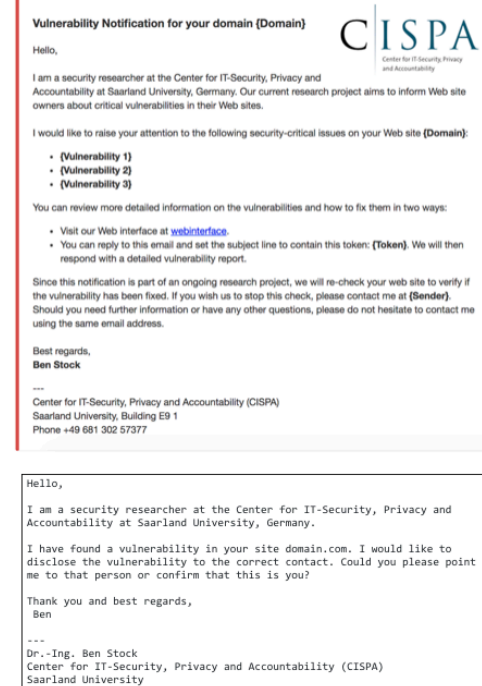 Vulnerability Notification for your domain {Domain}
CISPA
Center for IT-Security, Privacy
and Accountability
Hello,
I am a security researcher at the Center for IT-Security, Privacy and
Accountability at Saarland University, Germany. Our current research project aims to inform Web site
owners about critical vulnerabilities in their Web sites.
I would like to raise your attention to the following security-critical issues on your Web site {Domain}:
• {Vulnerability 1}
• {Vulnerability 2}
• {Vulnerability 3}
You can review more detailed information on the vulnerabilities and how to fix them in two ways:
• Visit our Web interface at webinterface.
• You can reply to this email and set the subject line to contain this token: {Token}. We will then
respond with a detailed vulnerability report.
Since this notification is part of an ongoing research project, we will re-check your web site to verify if
the vulnerability has been fixed. If you wish us to stop this check, please contact me at {Sender}.
Should you need further information or have any other questions, please do not hesitate to contact me
using the same email address.
Best regards,
Ben Stock
---
Center for IT-Security, Privacy and Accountability (CISPA)
Saarland University, Building E9 1
Phone +49 681 302 57377
Hello,
I am a security researcher at the Center for IT-Security, Privacy and
Accountability at Saarland University, Germany.
I have found a vulnerability in your site domain.com. I would like to
disclose the vulnerability to the correct contact. Could you please point
me to that person or confirm that this is you?
Thank you and best regards,
Ben
---
Dr.-Ing. Ben Stock
Center for IT-Security, Privacy and Accountability (CISPA)
Saarland University